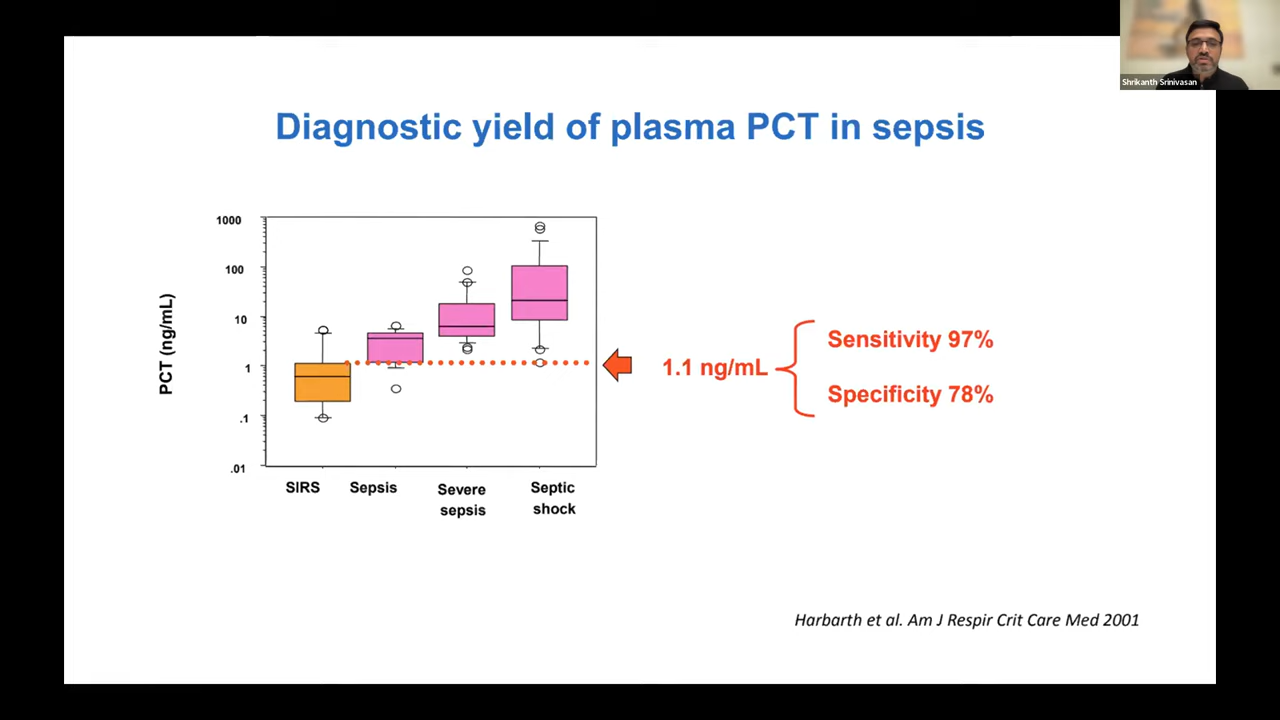 Shrikanth Srinivasan
Diagnostic yield of plasma PCT in sepsis
PCT (ng/mL)
1000
100
10
1
.1
.01
SIRS
Sepsis
Severe
sepsis
Septic
shock
1.1 ng/mL
Sensitivity 97%
Specificity 78%
Harbarth et al. Am J Respir Crit Care Med 2001